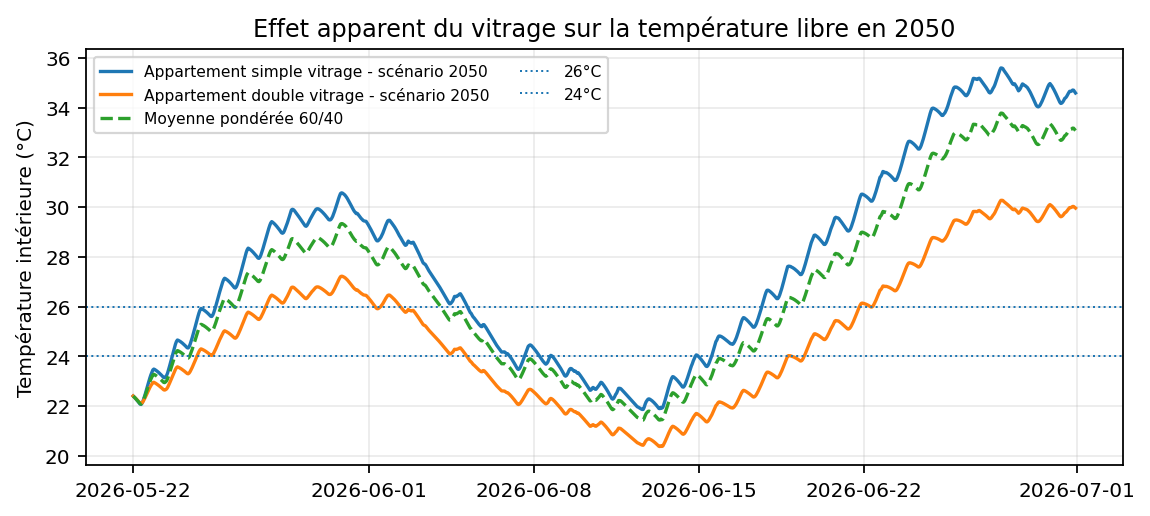 Effet apparent du vitrage sur la température libre en 2050
Température intérieure (°C)
36
34
32
30
28
26
24
22
20
Appartement simple vitrage - scénario 2050
Appartement double vitrage - scénario 2050
Moyenne pondérée 60/40
26°C
24°C
2026-05-22
2026-06-01
2026-06-08
2026-06-15
2026-06-22
2026-07-01